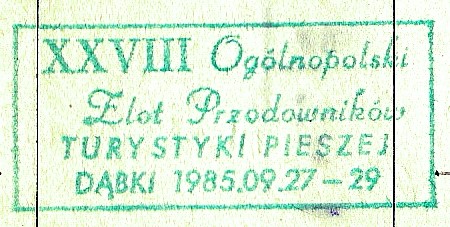 XXVIII Ogólnopolski
Zlot Przodowników
TURYSTYKI PIESZEJ
DĄBKI 1985.09.27-29